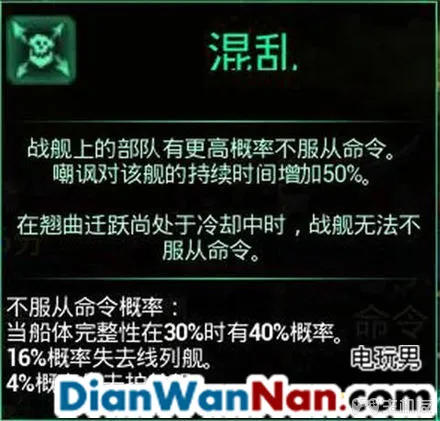 混乱
战舰上的部队有更高概率不服从命令。
嘲讽对该舰的持续时间增加50%。
在翘曲迁跃尚处于冷却中时，战舰无法不
服从命令。
不服从命令概率：
当船体完整性在30%时有40%概率。
16%概率失去线列舰。
4%概
电玩男
DianWanNan.com